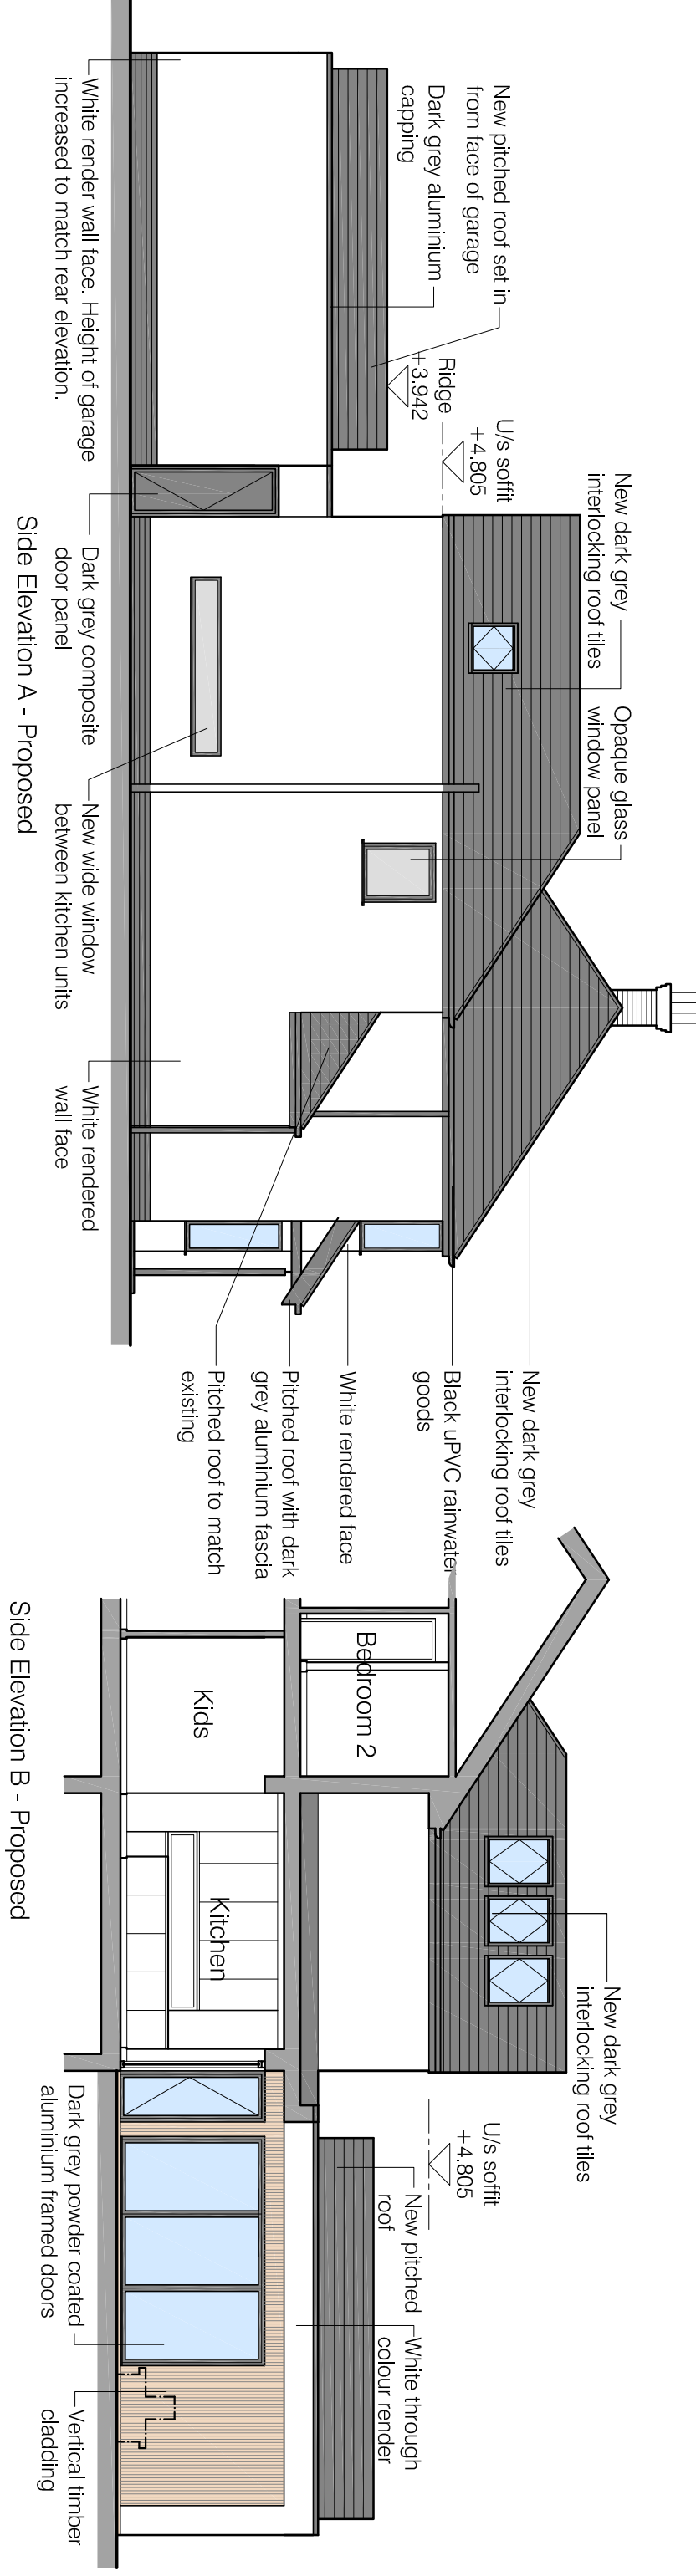 New pitched roof set in
from face of garage
Dark grey aluminium
capping
Ridge
+3.942
U/s soffit
+4.805
New dark grey
interlocking roof tiles
Opaque glass
window panel
New dark grey
interlocking roof tiles
Black uPVC rainwater
goods
White rendered face
Pitched roof with dark
grey aluminium fascia
Pitched roof to match
existing
White render wall face. Height of garage
increased to match rear elevation.
Dark grey composite
door panel
New wide window
between kitchen units
White rendered
wall face
Side Elevation A - Proposed
New dark grey
interlocking roof tiles
U/s soffit
+4.805
New pitched
roof
White through
colour render
Bedroom 2
Kids
Kitchen
Dark grey powder coated
aluminium framed doors
Vertical timber
cladding
Side Elevation B - Proposed